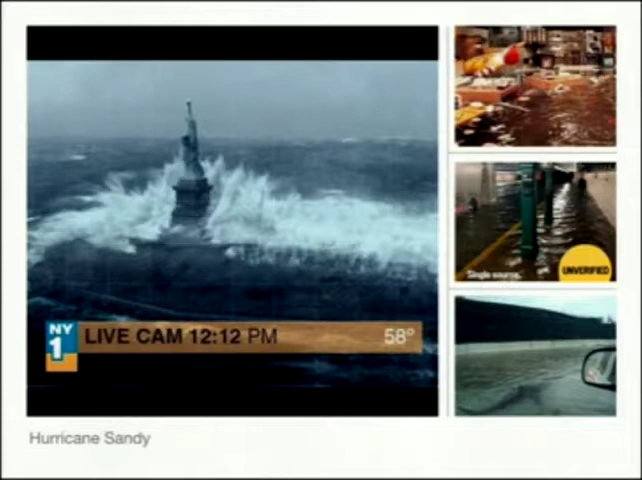 NY
1
LIVE CAM 12:12 PM
58°
Single source.
UNVERIFIED
Hurricane Sandy